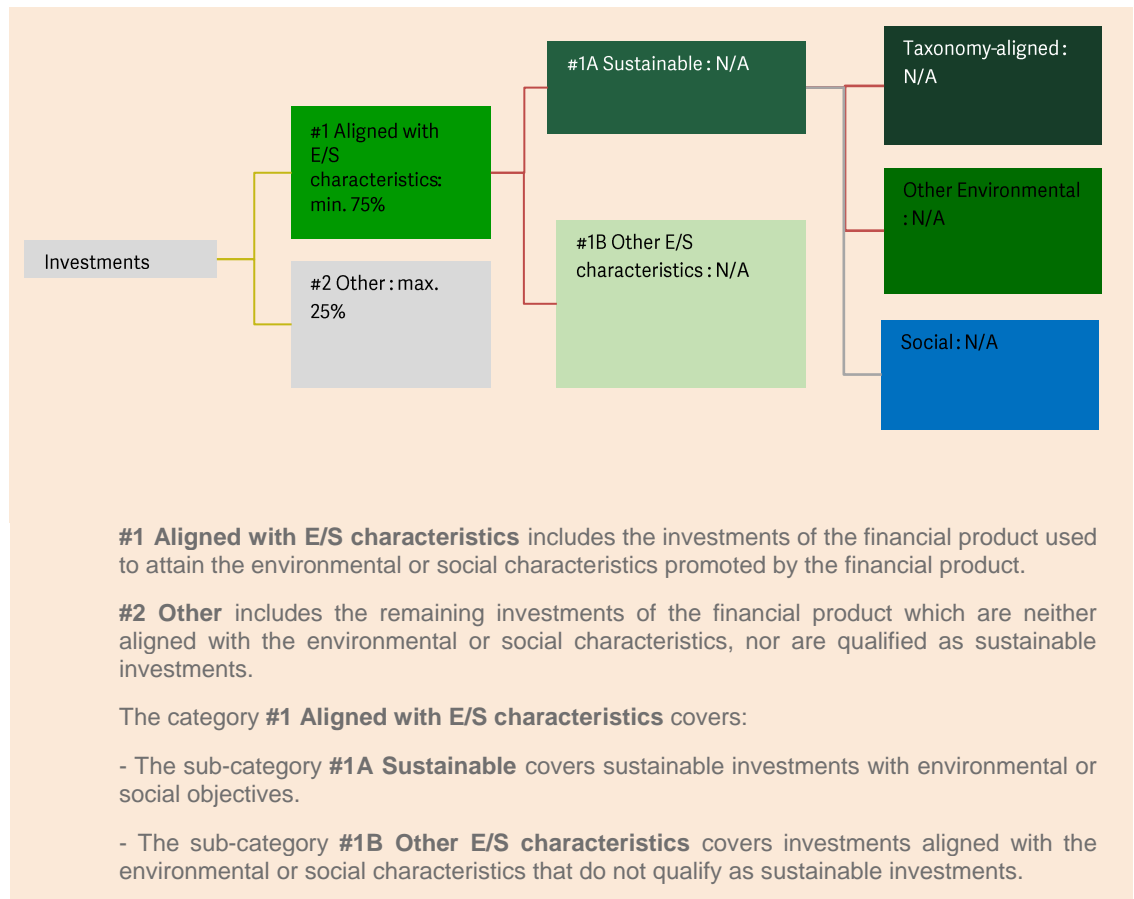 Investments
#1 Aligned with
E/S
characteristics:
min. 75%
#2 Other : max.
25%
#1A Sustainable : N/A
#1B Other E/S
characteristics : N/A
Taxonomy-aligned :
N/A
Other Environmental
: N/A
Social : N/A
#1 Aligned with E/S characteristics includes the investments of the financial product used
to attain the environmental or social characteristics promoted by the financial product.
#2 Other includes the remaining investments of the financial product which are neither
aligned with the environmental or social characteristics, nor are qualified as sustainable
investments.
The category #1 Aligned with E/S characteristics covers:
- The sub-category #1A Sustainable covers sustainable investments with environmental or
social objectives.
- The sub-category #1B Other E/S characteristics covers investments aligned with the
environmental or social characteristics that do not qualify as sustainable investments.